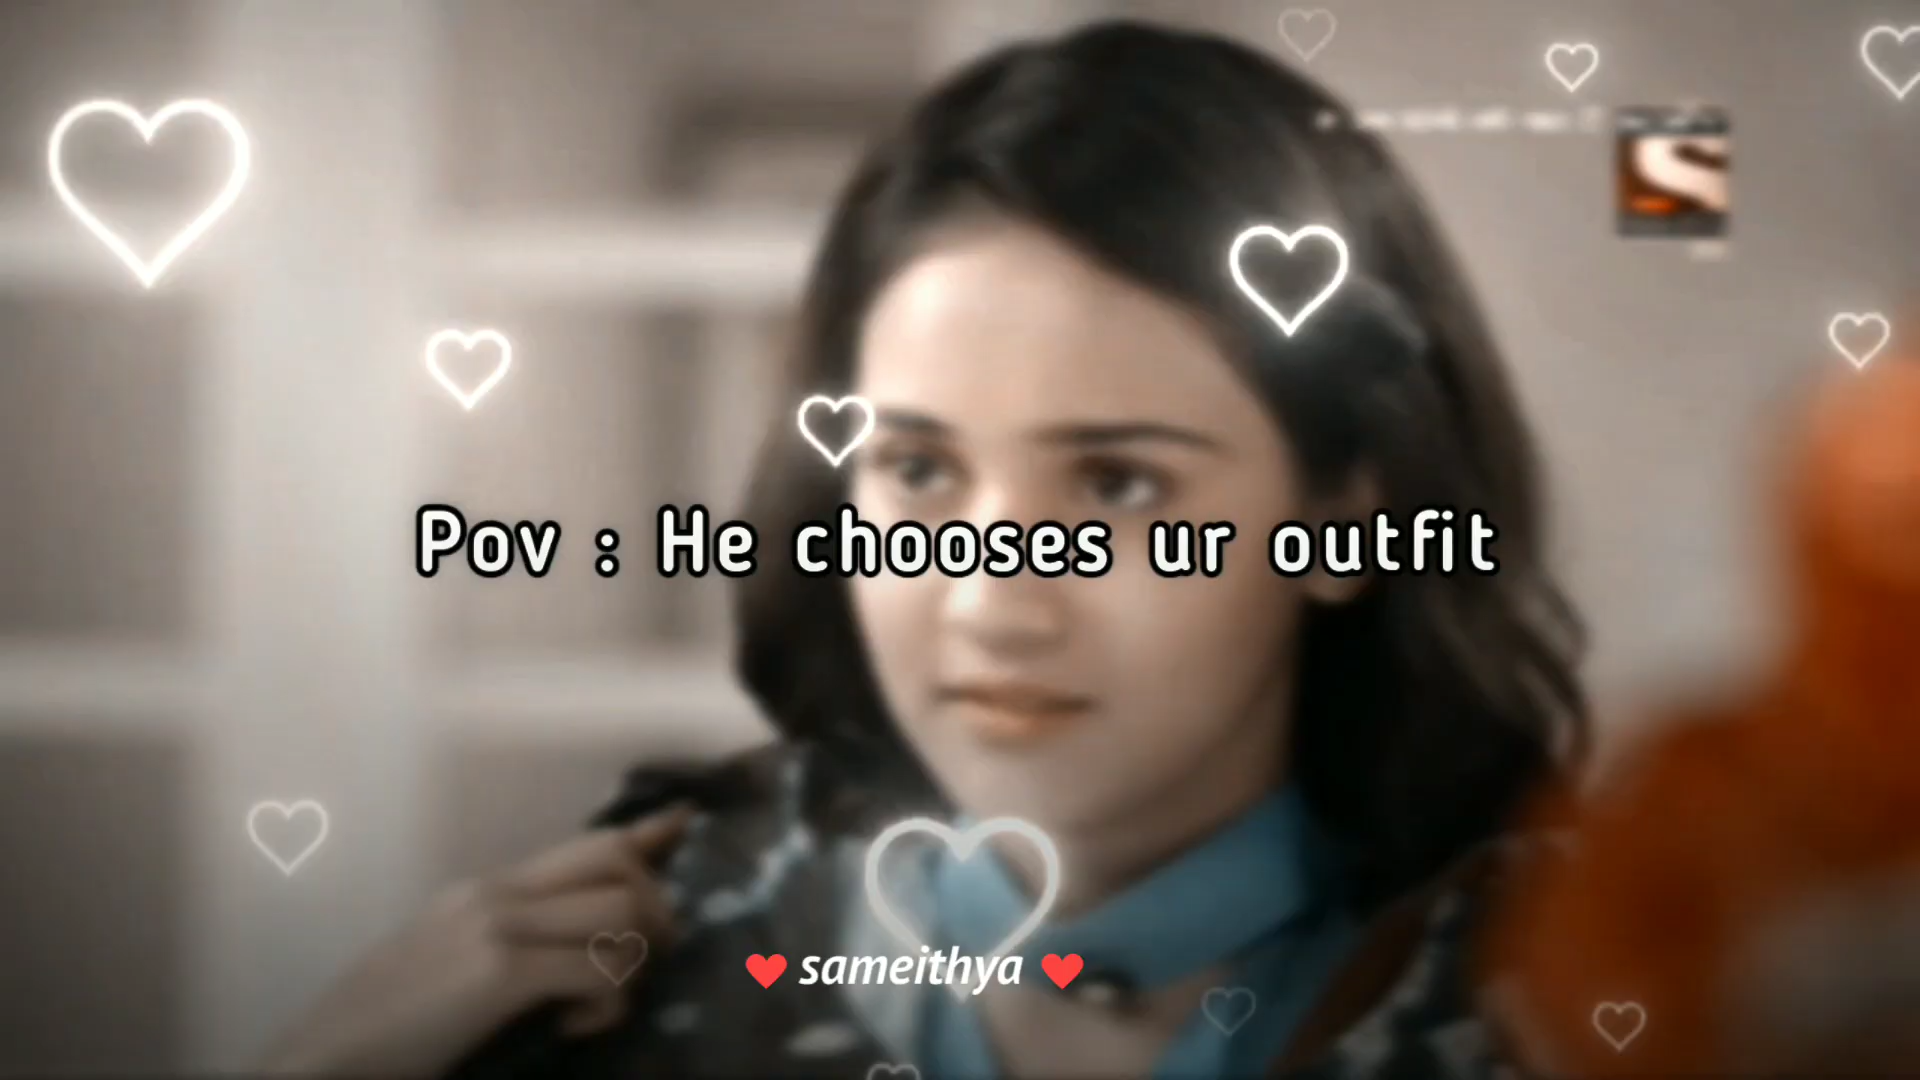 Pov : He chooses ur outfit
❤ sameithya ❤